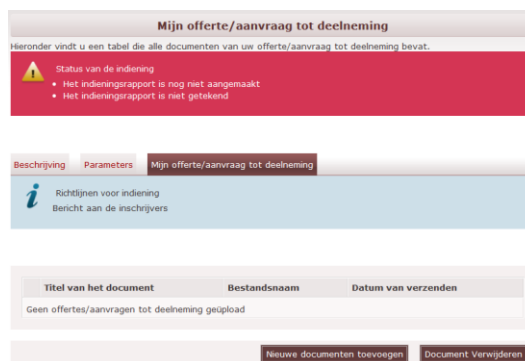 Mijn offerte/aanvraag tot deelneming
Hieronder vindt u een tabel die alle documenten van uw offerte/aanvraag tot deelneming bevat.
Status van de indiening
Het indieningsrapport is nog niet aangemaakt
Het indieningsrapport is niet getekend
Beschrijving Parameters Mijn offerte/aanvraag tot deelneming
Richtlijnen voor indiening
Bericht aan de inschrijvers
Titel van het document Bestandsnaam Datum van verzenden
Geen offertes/aanvragen tot deelneming geüpload
Nieuwe documenten toevoegen Document Verwijderen